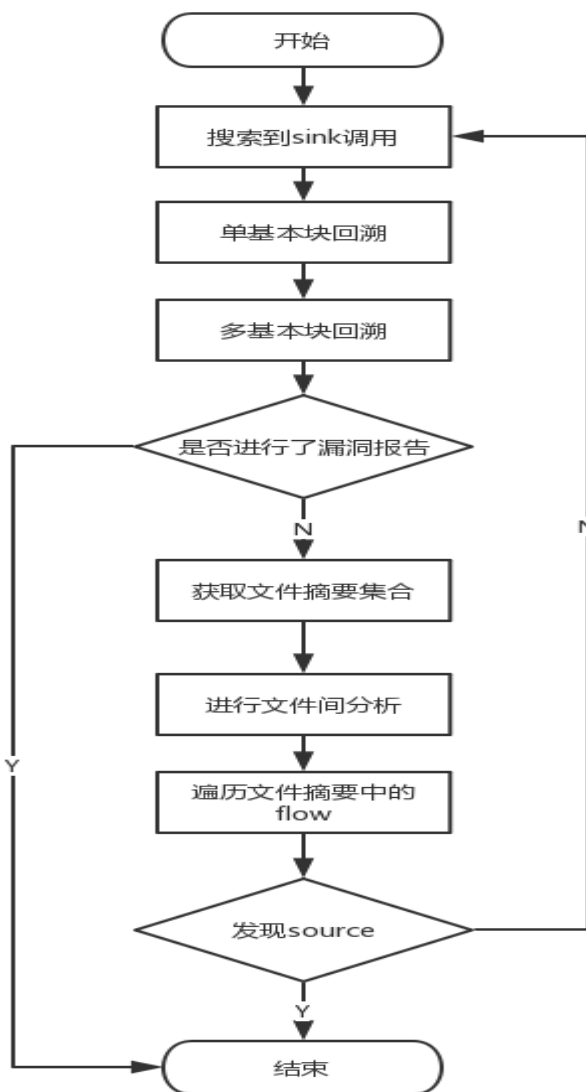 开始
搜索到sink调用
单基本块回溯
多基本块回溯
是否进行了漏洞报告
N
N
获取文件摘要集合
进行文件间分析
Y
遍历文件摘要中的
flow
发现source
Y
结束